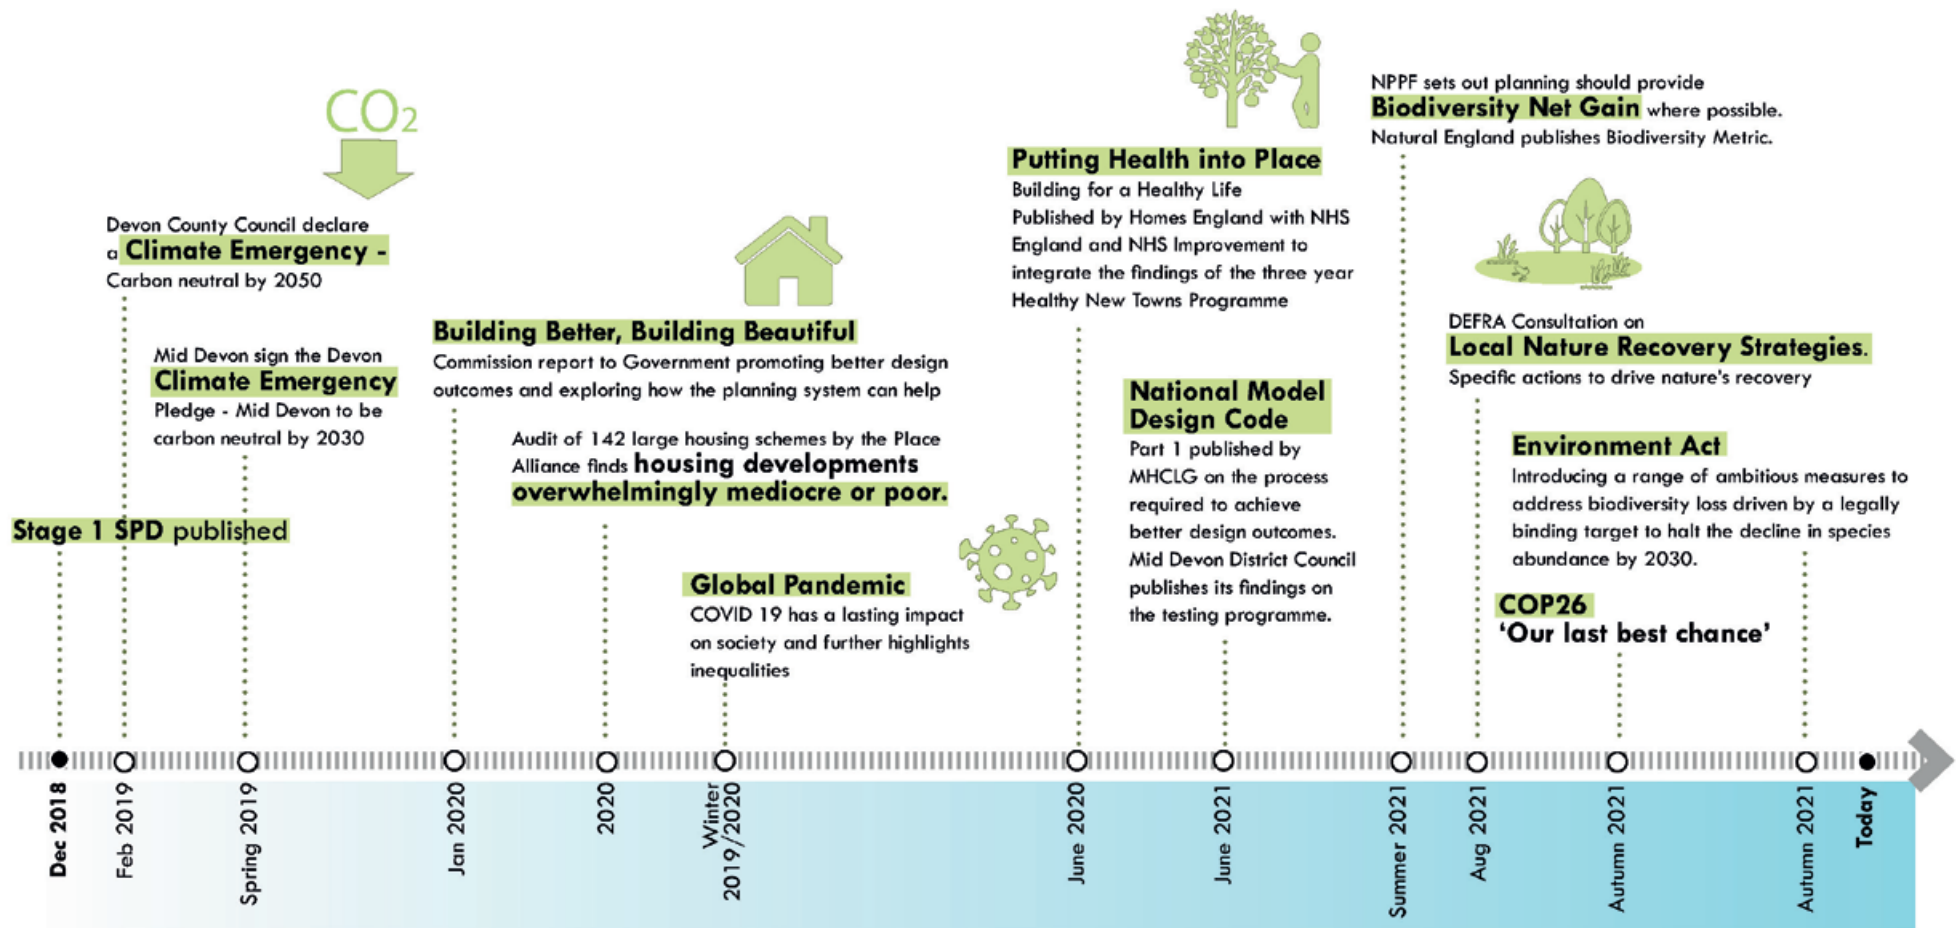 CO2
Devon County Council declare
a Climate Emergency -
Carbon neutral by 2050
Mid Devon sign the Devon
Climate Emergency
Pledge - Mid Devon to be
carbon neutral by 2030
Stage 1 SPD published
Building Better, Building Beautiful
Commission report to Government promoting better design
outcomes and exploring how the planning system can help
Audit of 142 large housing schemes by the Place
Alliance finds housing developments
overwhelmingly mediocre or poor.
Global Pandemic
COVID 19 has a lasting impact
on society and further highlights
inequalities
Putting Health into Place
Building for a Healthy Life
Published by Homes England with NHS
England and NHS Improvement to
integrate the findings of the three year
Healthy New Towns Programme
National Model
Design Code
Part 1 published by
MHCLG on the process
required to achieve
better design outcomes.
Mid Devon District Council
publishes its findings on
the testing programme.
NPPF sets out planning should provide
Biodiversity Net Gain where possible.
Natural England publishes Biodiversity Metric.
DEFRA Consultation on
Local Nature Recovery Strategies.
Specific actions to drive nature's recovery
Environment Act
Introducing a range of ambitious measures to
address biodiversity loss driven by a legally
binding target to halt the decline in species
abundance by 2030.
COP26
‘Our last best chance’
Dec 2018
Feb 2019
Spring 2019
Jan 2020
2020
Winter
2019/2020
June 2020
June 2021
Summer 2021
Aug 2021
Autumn 2021
Autumn 2021
Today